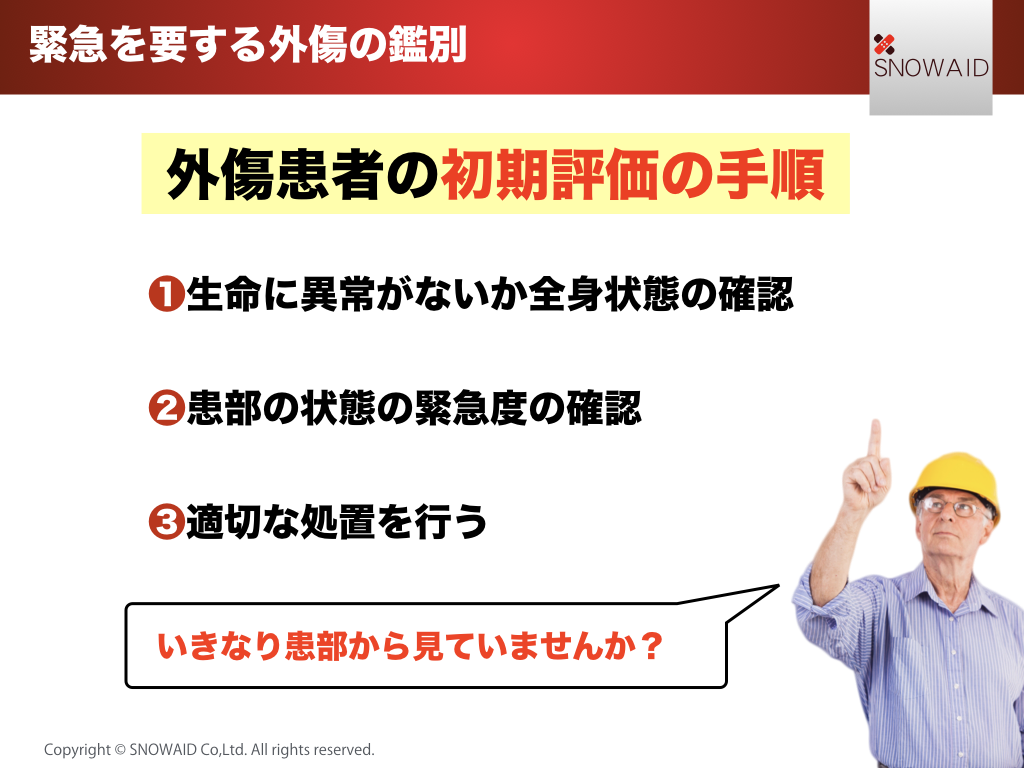 緊急を要する外傷の鑑別
SNOWAID
外傷患者の初期評価の手順
❶生命に異常がないか全身状態の確認
❷患部の状態の緊急度の確認
❸適切な処置を行う
いきなり患部から見ていませんか？
Copyright © SNOWAID Co,Ltd. All rights reserved.